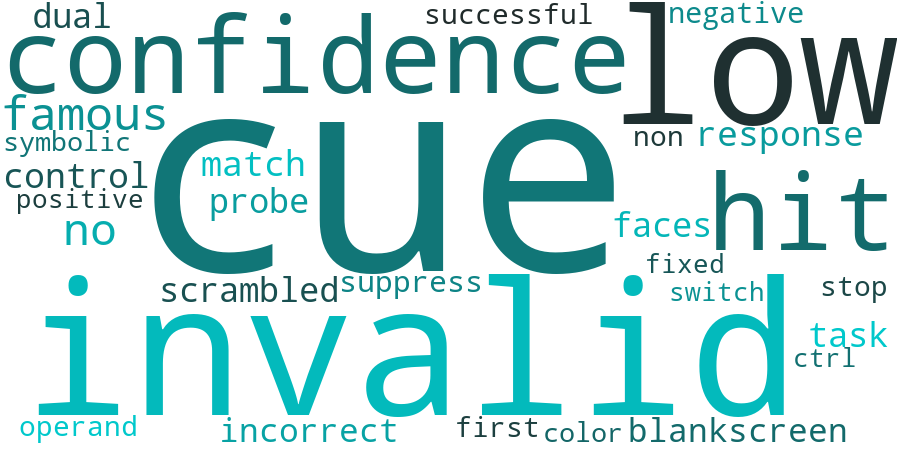 dual successful negative
confidence low
famous
symbolic non response
cue
match
control
positive probe
no faces hit
fixed
scrambled suppress switch stop
invalid
task
ctrl
operand incorrect first color blankscreen